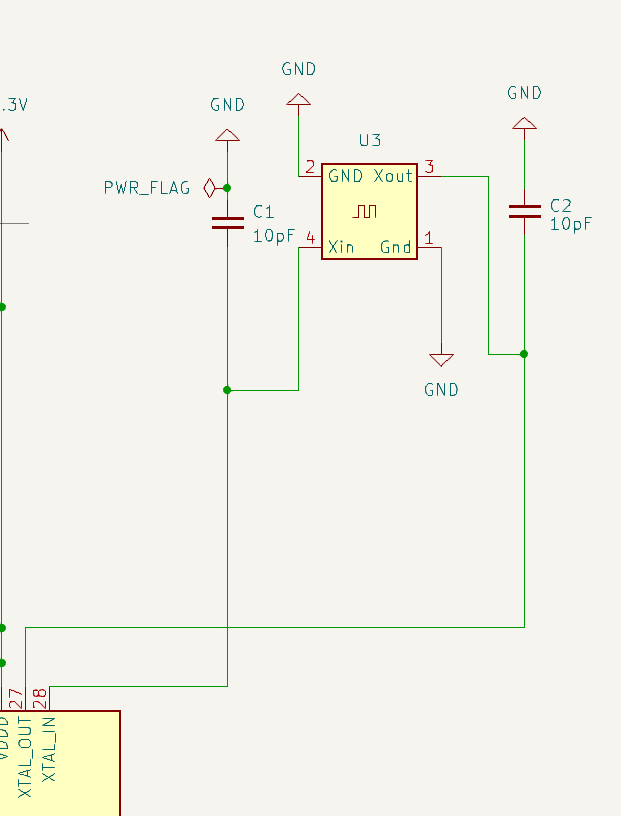 GND
GND
GND
.3V
U3
PWR_FLAG
2
GND
Xout
3
C1
10pF
C2
10pF
4
Xin
Gnd
1
GND
27
28
VDDD
XTAL_OUT
XTAL_IN